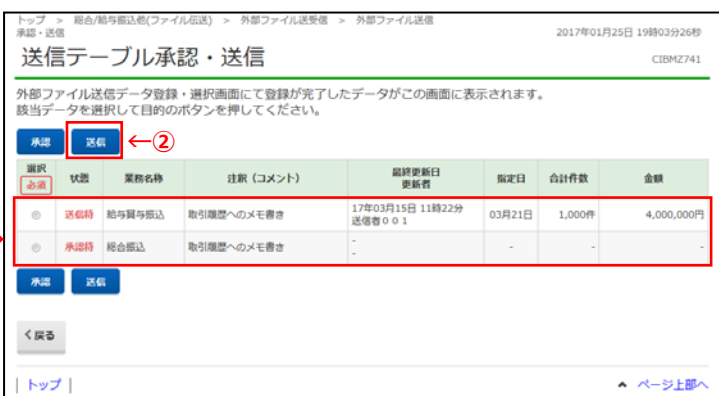 トップ > 総合/給与振込他(ファイル伝送) > 外部ファイル送受信 > 外部ファイル送信
承認・送信
2017年01月25日 19時03分26秒
送信テーブル承認・送信
CIBMZ741
外部ファイル送信データ登録・選択画面にて登録が完了したデータがこの画面に表示されます。
該当データを選択して目的のボタンを押してください。
承認 送信 ←②
選択 必須 状態 業務名称 注釈（コメント） 最終更新日 更新者 指定日 合計件数 金額
送信待 給与賞与振込 取引履歴へのメモ書き 17年03月15日 11時22分 送信者００１ 03月21日 1,000件 4,000,000円
承認待 総合振込 取引履歴へのメモ書き - - - - -
承認 送信
<戻る
| トップ |
ページ上部へ